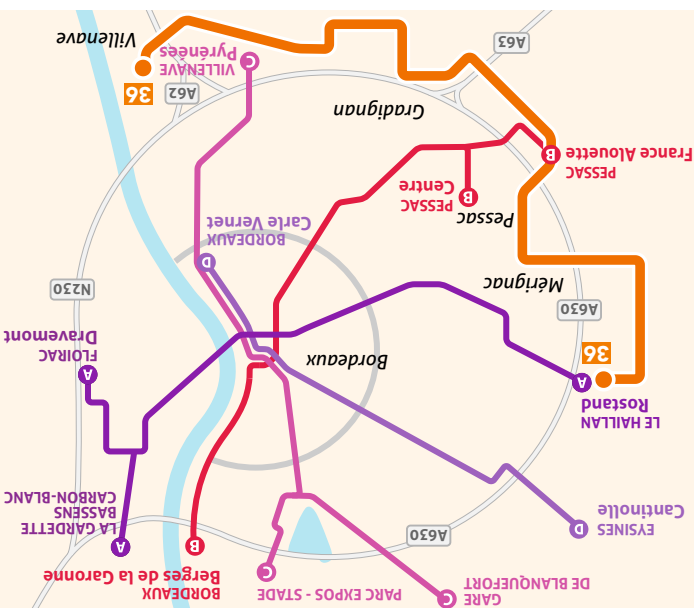 GARE
DE BLANQUEFORT
C
PARC EXPOS - STADE
C
BORDEAUX
Berges de la Garonne
B
A
LA GARDETTE
BASSENS
CARBON-BLANC
A630
EYSINES
Cantinolle
D
LE HAILLAN
Rostand
A
36
Bordeaux
A
FLOIRAC
Dravemont
A630
Mérignac
N230
D
BORDEAUX
Carle Vernet
Pessac
B
PESSAC
Centre
PESSAC
France Alouette
B
Gradignan
A62
36
C
VILLENAVE
Pyrénées
A63
Villenave